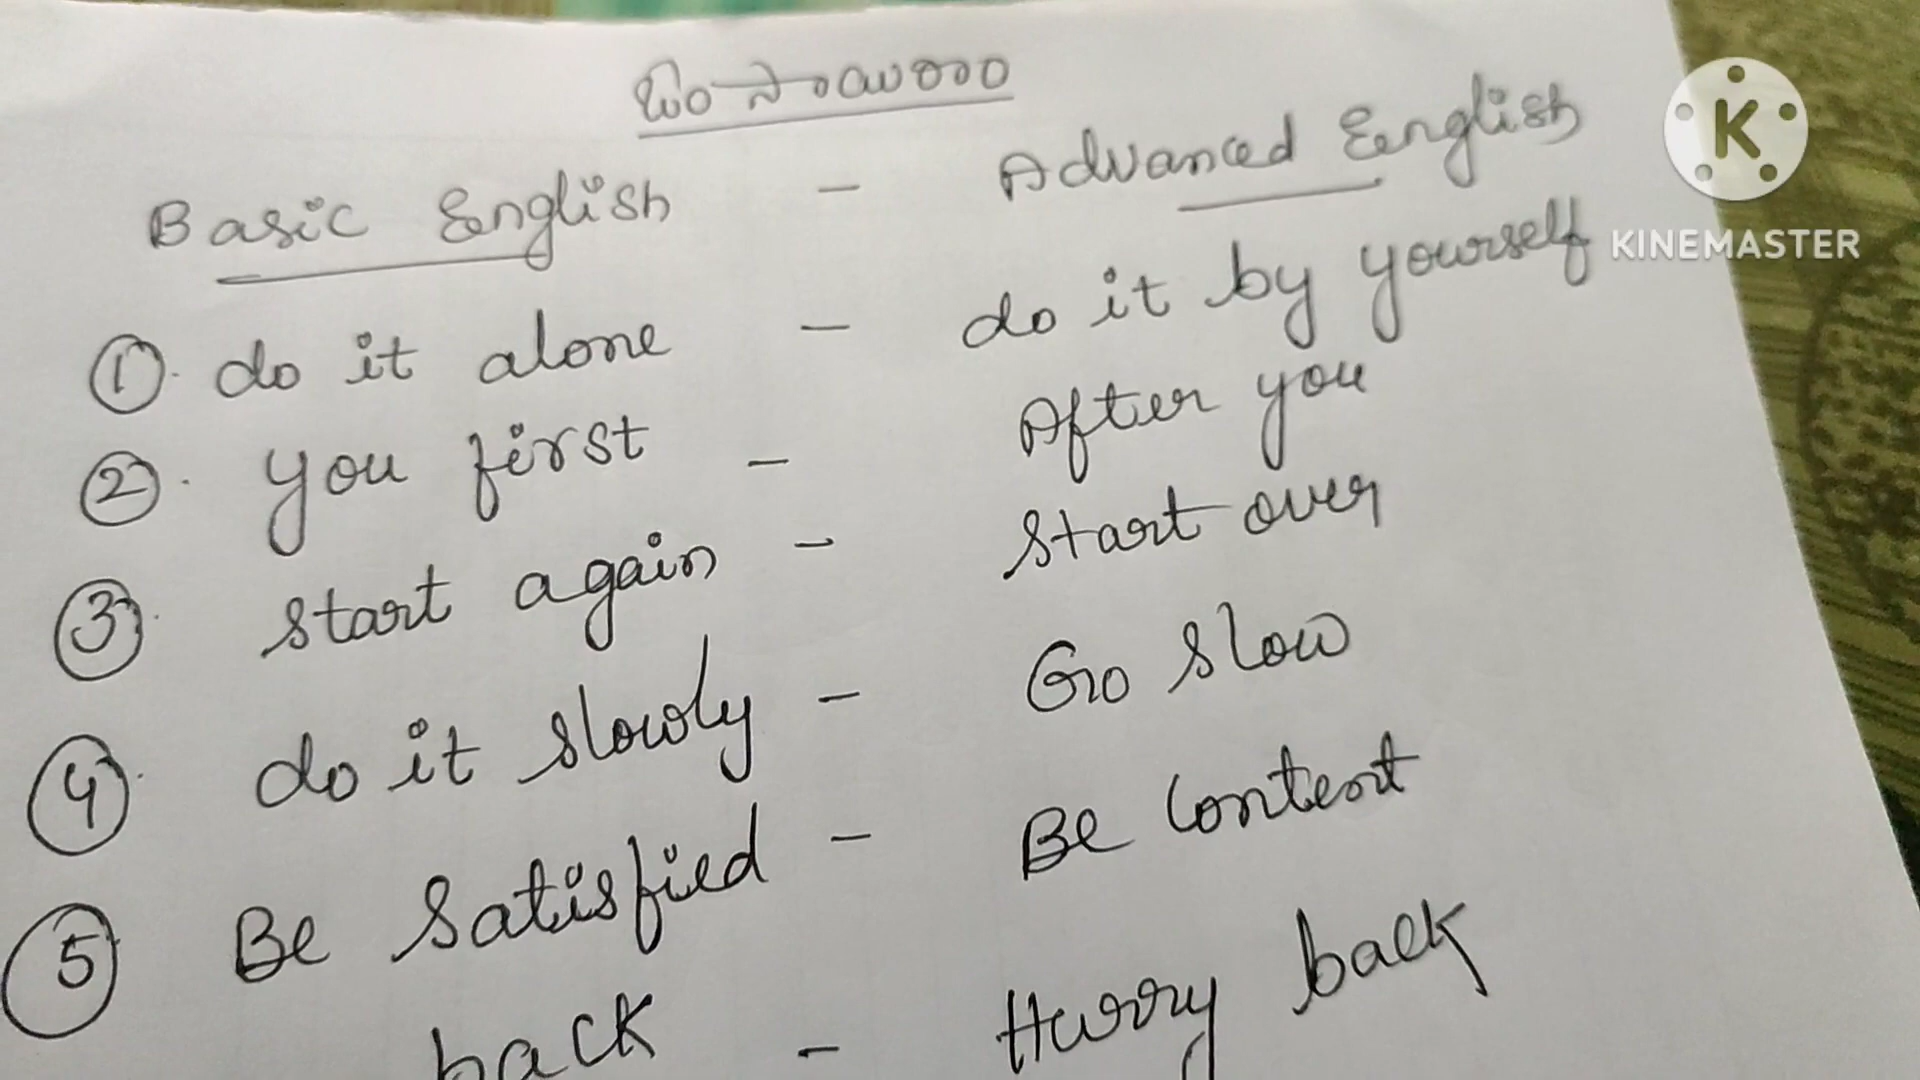 ఓం సాయిరాం
Basic English - Advanced English
① do it alone - do it by yourself
② you first - After you
③ start again - start over
④ do it slowly - Go slow
⑤ Be satisfied - Be content
back - Hurry back
K
KINEMASTER